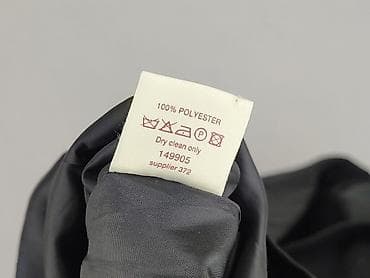 100% POLYESTER
P
Dry clean only
149905
supplier 372